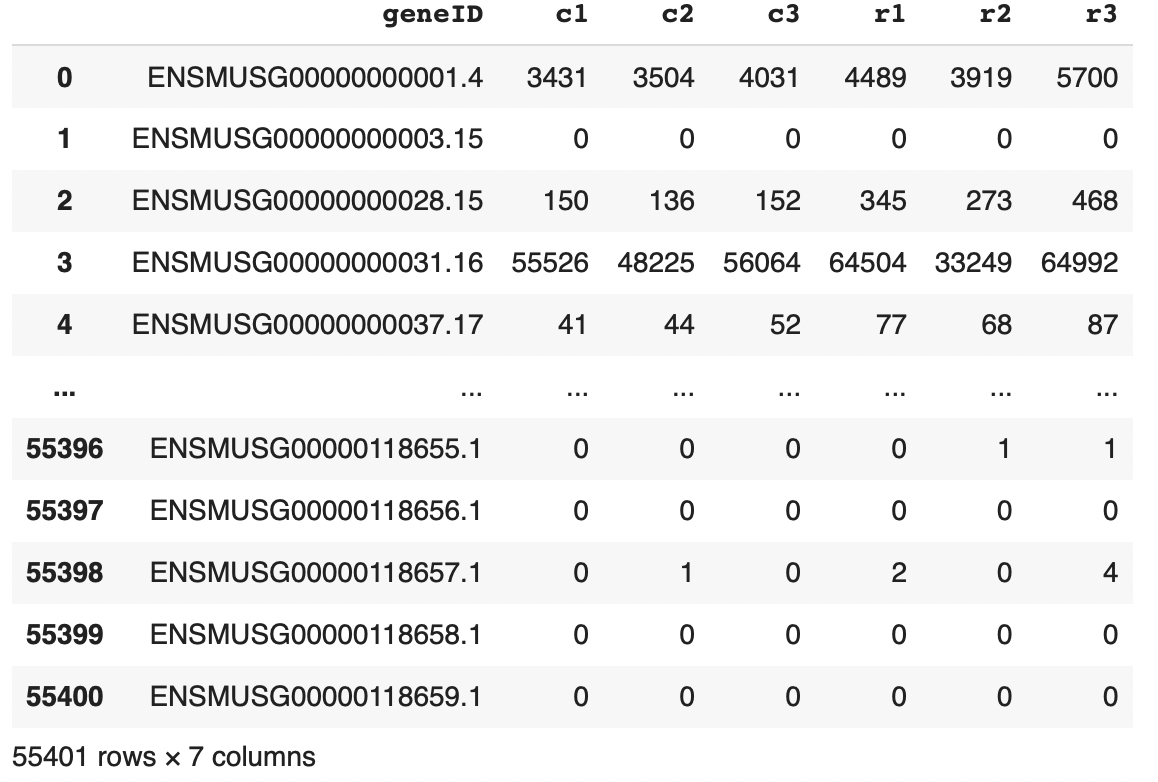 geneID c1 c2 c3 r1 r2 r3
0 ENSMUSG00000000001.4 3431 3504 4031 4489 3919 5700
1 ENSMUSG00000000003.15 0 0 0 0 0 0
2 ENSMUSG00000000028.15 150 136 152 345 273 468
3 ENSMUSG00000000031.16 55526 48225 56064 64504 33249 64992
4 ENSMUSG00000000037.17 41 44 52 77 68 87
... ... ... ... ... ... ... ...
55396 ENSMUSG00000118655.1 0 0 0 0 1 1
55397 ENSMUSG00000118656.1 0 0 0 0 0 0
55398 ENSMUSG00000118657.1 0 1 0 2 0 4
55399 ENSMUSG00000118658.1 0 0 0 0 0 0
55400 ENSMUSG00000118659.1 0 0 0 0 0 0
55401 rows × 7 columns